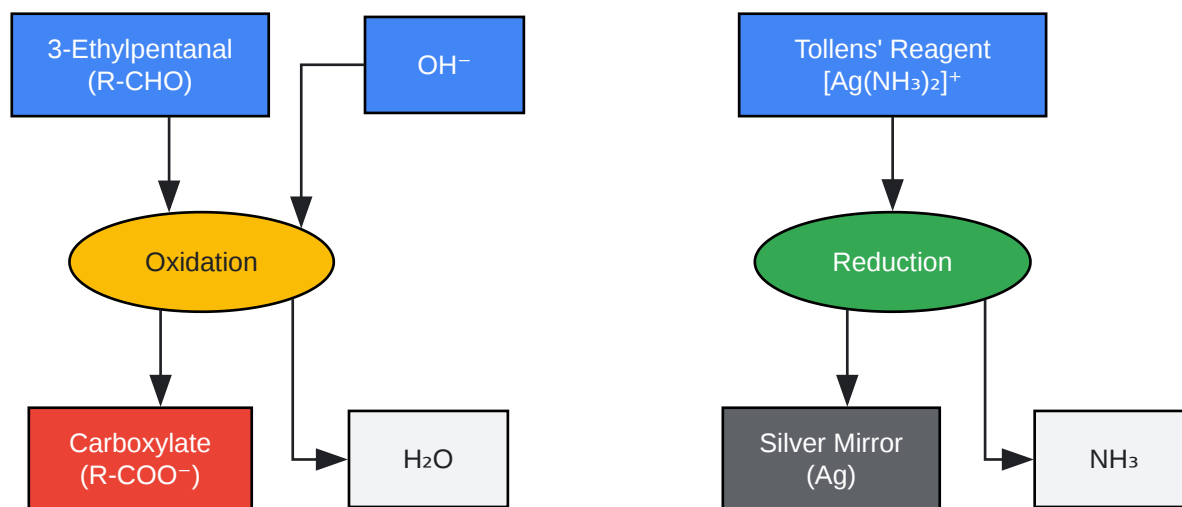 3-Ethylpentanal
(R-CHO)
OH⁻
Tollens' Reagent
[Ag(NH₃)₂]⁺
Oxidation
Reduction
Carboxylate
(R-COO⁻)
H₂O
Silver Mirror
(Ag)
NH₃